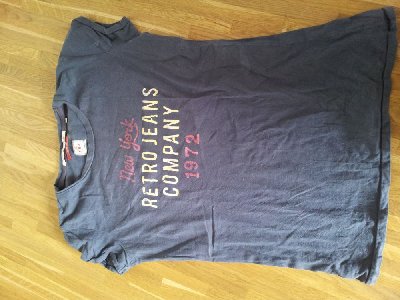 New York
RETRO JEANS
COMPANY
1972